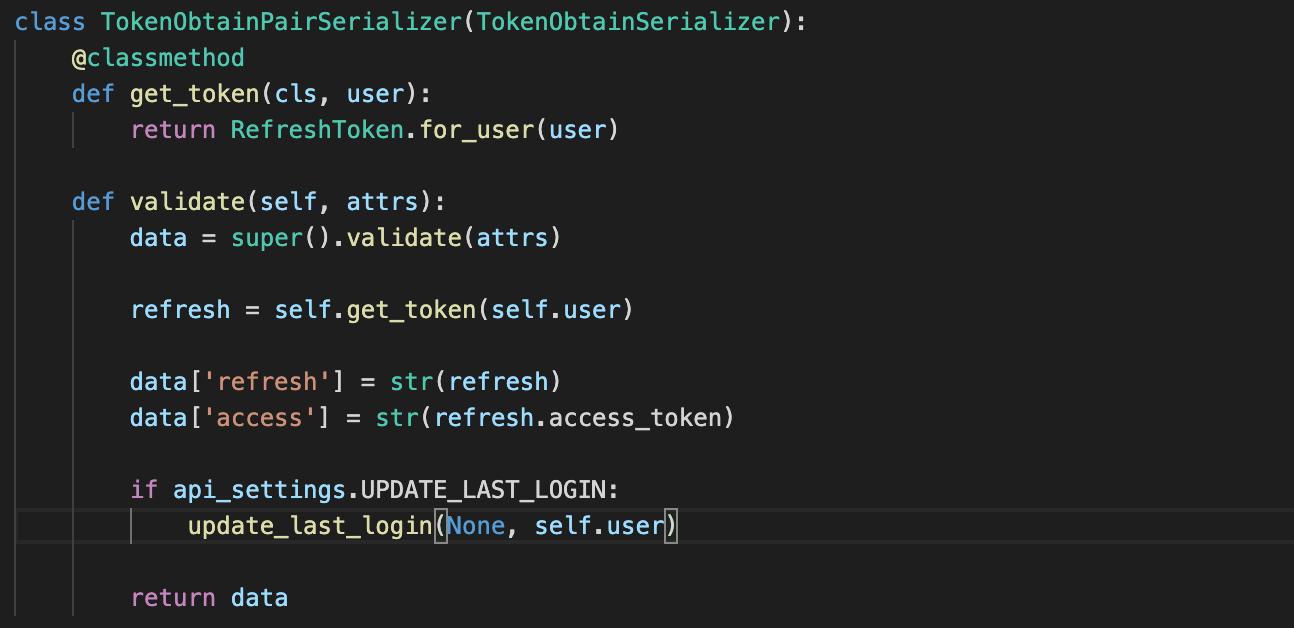 class TokenObtainPairSerializer(TokenObtainSerializer):
    @classmethod
    def get_token(cls, user):
        return RefreshToken.for_user(user)

    def validate(self, attrs):
        data = super().validate(attrs)

        refresh = self.get_token(self.user)

        data['refresh'] = str(refresh)
        data['access'] = str(refresh.access_token)

        if api_settings.UPDATE_LAST_LOGIN:
            update_last_login(None, self.user)

        return data